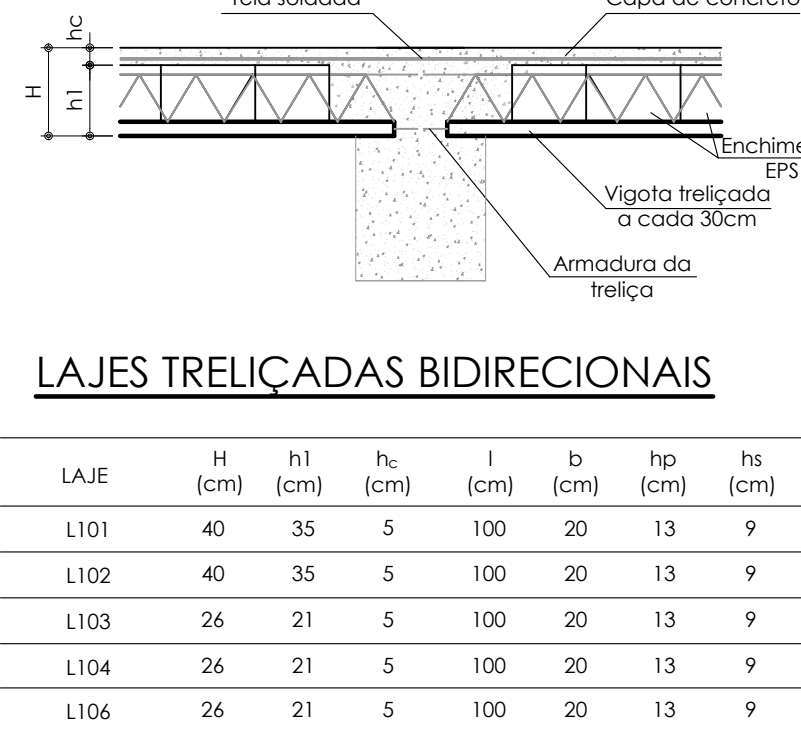 Tela soldada
Capa de concreto
hc
H
h1
Enchime
EPS
Vigota treliçada
a cada 30cm
Armadura da
treliça
LAJES TRELIÇADAS BIDIRECIONAIS
LAJE H (cm) h1 (cm) hc (cm) l (cm) b (cm) hp (cm) hs (cm)
L101 40 35 5 100 20 13 9
L102 40 35 5 100 20 13 9
L103 26 21 5 100 20 13 9
L104 26 21 5 100 20 13 9
L106 26 21 5 100 20 13 9